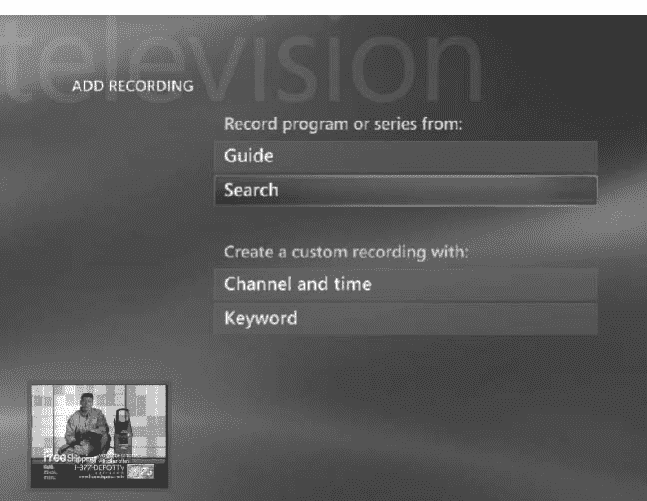 television
ADD RECORDING
Record program or series from:
Guide
Search
Create a custom recording with:
Channel and time
Keyword
Free Shipping
1-377-DEPOTTV